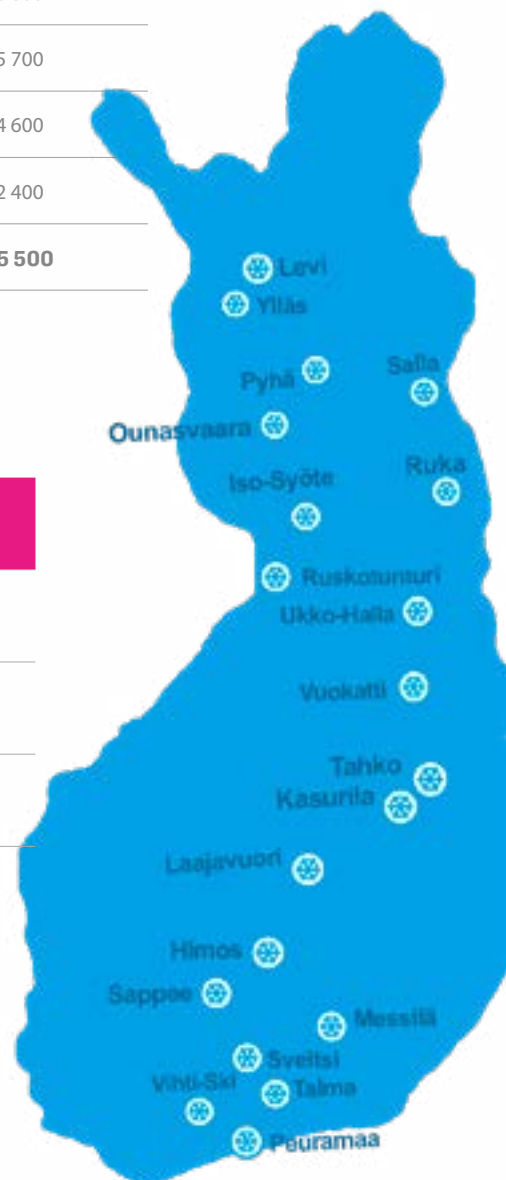 5 700
4 600
2 400
5 500
Levi
Ylläs
Pyhä
Salla
Ounasvaara
Iso-Syöte
Ruka
Ruskotunturi
Ukko-Halla
Vuokatti
Tahko
Kasurila
Laajavuori
Himos
Sappee
Messilä
Sveitsi
Vihti-Ski
Talma
Peuramaa